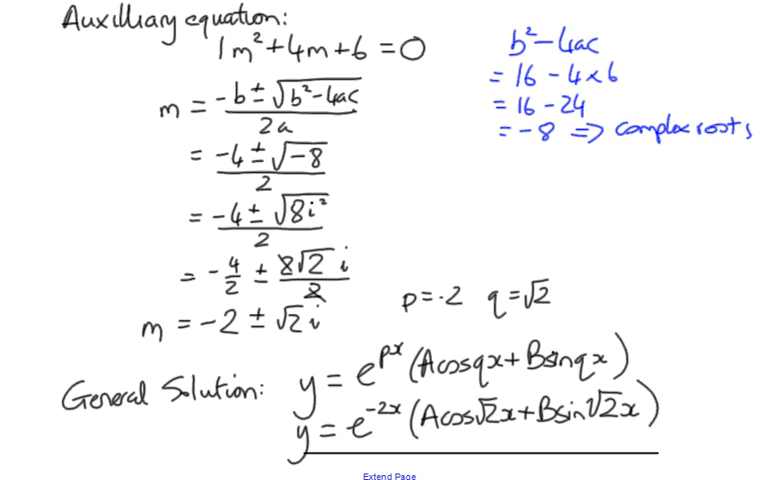 Auxilliary equation:
1m² + 4m + 6 = 0
m = (-b ± √(b² - 4ac)) / 2a
= (-4 ± √-8) / 2
= (-4 ± √8i²) / 2
= -4/2 ± 8√2 i / 2
m = -2 ± √2 i
b² - 4ac
= 16 - 4×6
= 16 - 24
= -8 => complex roots
p = -2 q = √2
General Solution: y = e^px (Acosqx + Bsinqx)
y = e^-2x (Acos√2x + Bsin√2x)
Extend Page